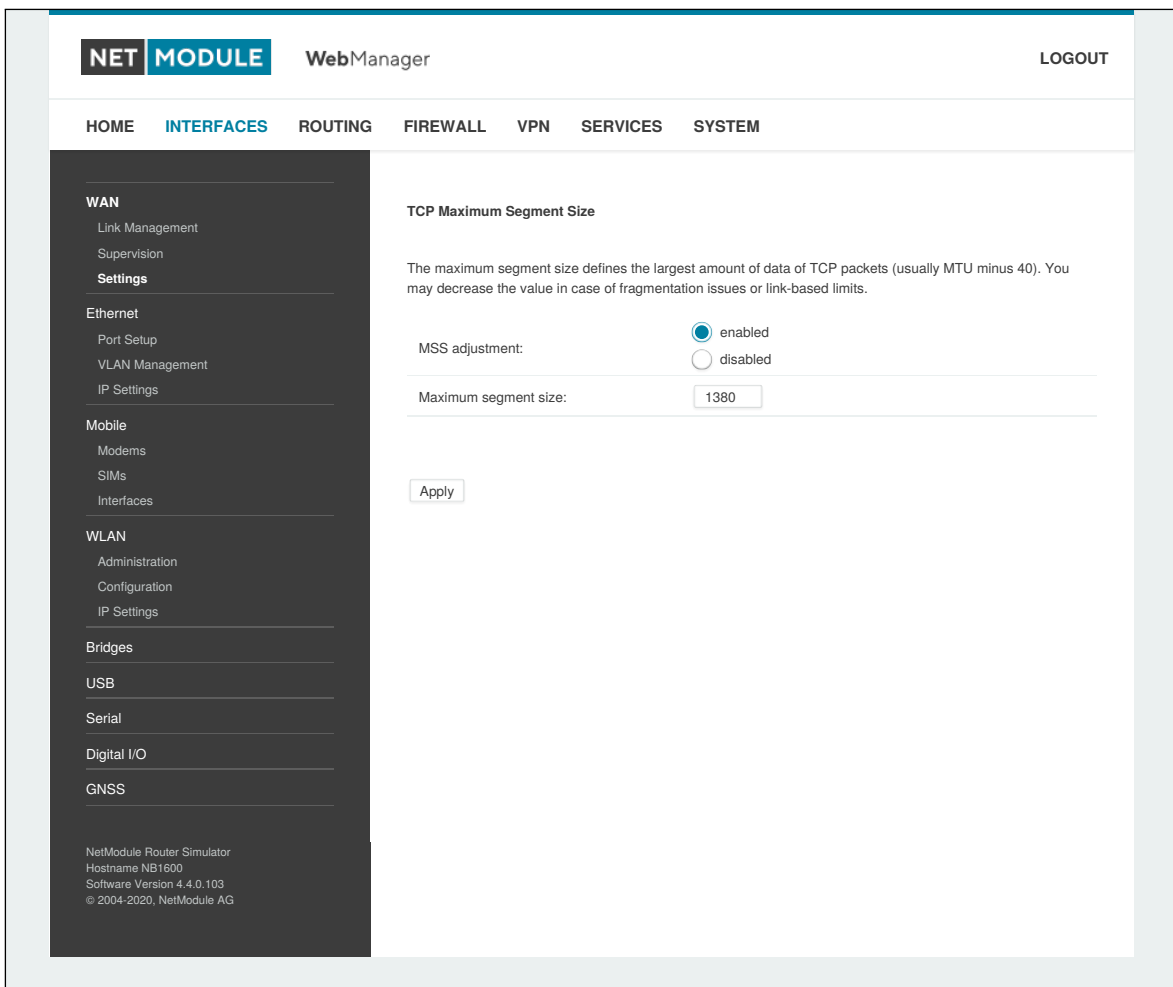 NET MODULE WebManager LOGOUT
HOME INTERFACES ROUTING FIREWALL VPN SERVICES SYSTEM
WAN
Link Management
Supervision
Settings
Ethernet
Port Setup
VLAN Management
IP Settings
Mobile
Modems
SIMs
Interfaces
WLAN
Administration
Configuration
IP Settings
Bridges
USB
Serial
Digital I/O
GNSS
NetModule Router Simulator
Hostname NB1600
Software Version 4.4.0.103
© 2004-2020, NetModule AG
TCP Maximum Segment Size
The maximum segment size defines the largest amount of data of TCP packets (usually MTU minus 40). You
may decrease the value in case of fragmentation issues or link-based limits.
MSS adjustment:
enabled
disabled
Maximum segment size: 1380
Apply